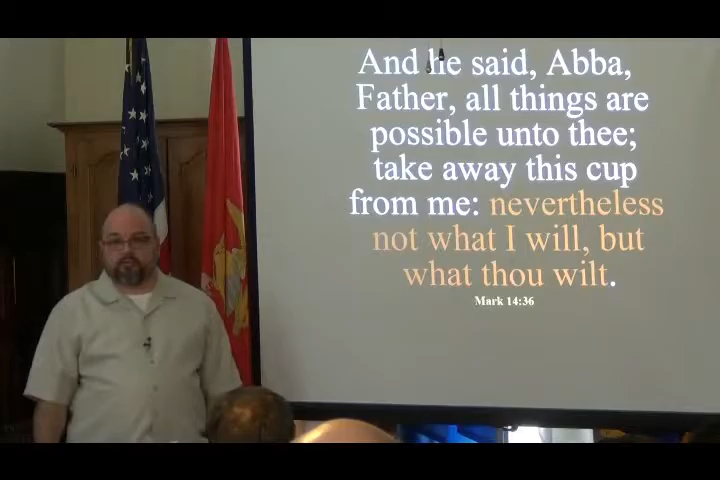 And he said, Abba,
Father, all things are
possible unto thee;
take away this cup
from me: nevertheless
not what I will, but
what thou wilt.
Mark 14:36